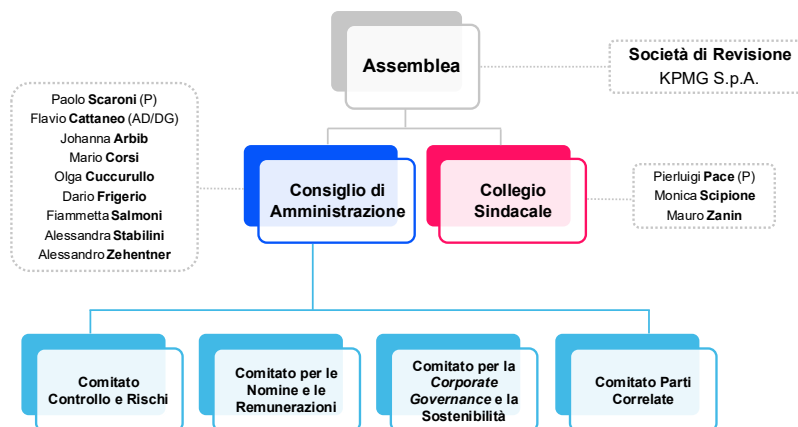 Assemblea
Società di Revisione
KPMG S.p.A.
Paolo Scaroni (P)
Flavio Cattaneo (AD/DG)
Johanna Arbib
Mario Corsi
Olga Cuccurullo
Dario Frigerio
Fiammetta Salmoni
Alessandra Stabilini
Alessandro Zehentner
Consiglio di
Amministrazione
Collegio
Sindacale
Pierluigi Pace (P)
Monica Scipione
Mauro Zanin
Comitato
Controllo e Rischi
Comitato per le
Nomine e le
Remunerazioni
Comitato per la
Corporate
Governance e la
Sostenibilità
Comitato Parti
Correlate